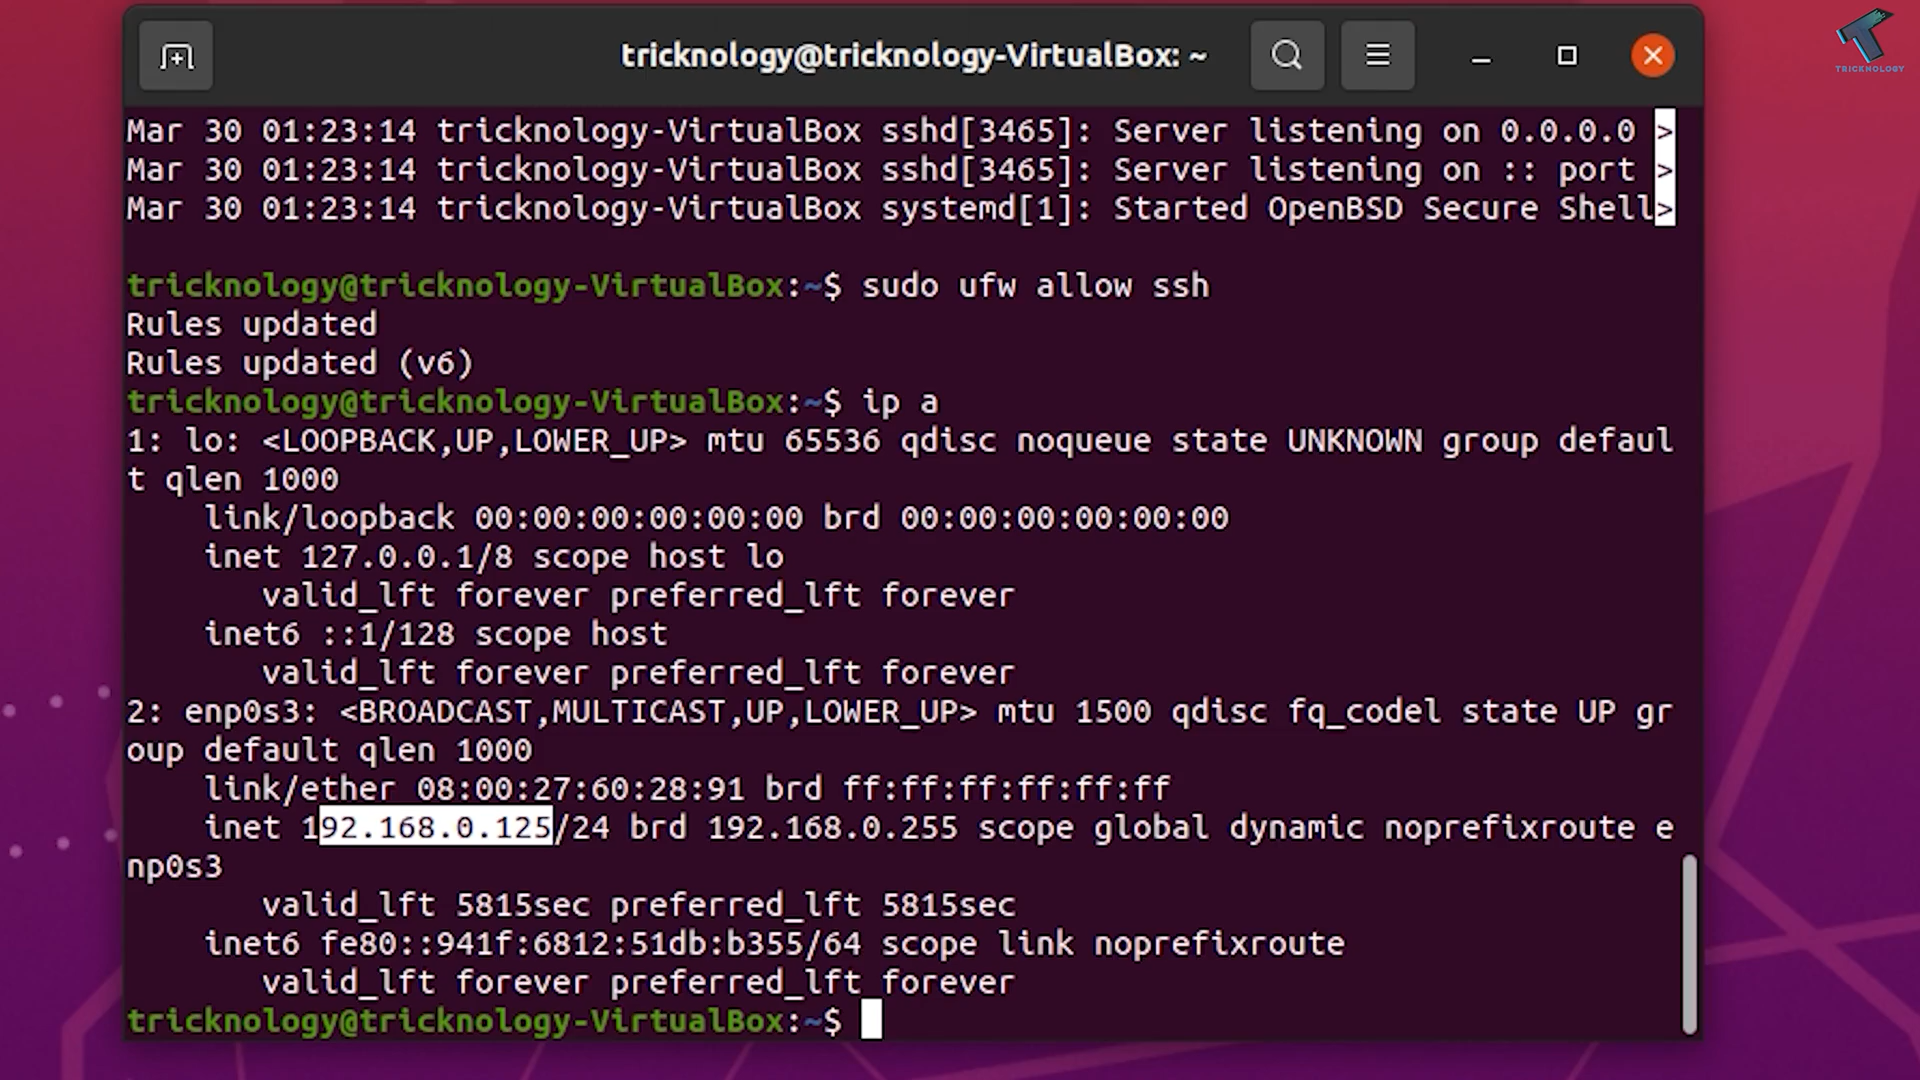 tricknology@tricknology-VirtualBox: ~
TRICKNOLOGY
Mar 30 01:23:14 tricknology-VirtualBox sshd[3465]: Server listening on 0.0.0.0 >
Mar 30 01:23:14 tricknology-VirtualBox sshd[3465]: Server listening on :: port >
Mar 30 01:23:14 tricknology-VirtualBox systemd[1]: Started OpenBSD Secure Shell>
tricknology@tricknology-VirtualBox:~$ sudo ufw allow ssh
Rules updated
Rules updated (v6)
tricknology@tricknology-VirtualBox:~$ ip a
1: lo: <LOOPBACK,UP,LOWER_UP> mtu 65536 qdisc noqueue state UNKNOWN group defaul
t qlen 1000
    link/loopback 00:00:00:00:00:00 brd 00:00:00:00:00:00
    inet 127.0.0.1/8 scope host lo
       valid_lft forever preferred_lft forever
    inet6 ::1/128 scope host
       valid_lft forever preferred_lft forever
2: enp0s3: <BROADCAST,MULTICAST,UP,LOWER_UP> mtu 1500 qdisc fq_codel state UP gr
oup default qlen 1000
    link/ether 08:00:27:60:28:91 brd ff:ff:ff:ff:ff:ff
    inet 192.168.0.125/24 brd 192.168.0.255 scope global dynamic noprefixroute e
np0s3
       valid_lft 5815sec preferred_lft 5815sec
    inet6 fe80::941f:6812:51db:b355/64 scope link noprefixroute
       valid_lft forever preferred_lft forever
tricknology@tricknology-VirtualBox:~$